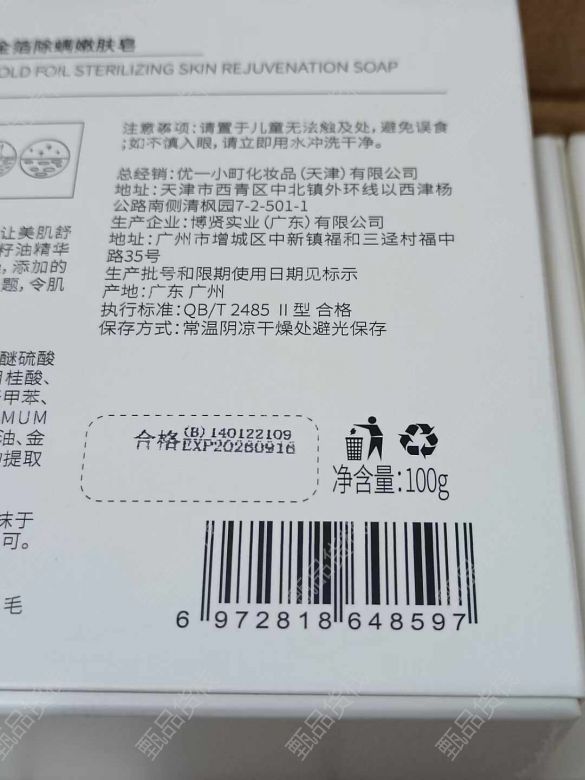 金箔除螨嫩肤皂
OLD FOIL STERILIZING SKIN REJUVENATION SOAP
注意事项:请置于儿童无法触及处,避免误食
;如不慎入眼,请立即用水冲洗干净。
总经销:优一小町化妆品(天津)有限公司
地址:天津市西青区中北镇外环线以西津杨
公路南侧清枫园7-2-501-1
生产企业:博贤实业(广东)有限公司
地址:广州市增城区中新镇福和三迳村福中
路35号
生产批号和限期使用日期见标示
产地:广东 广州
执行标准:QB/T 2485 II型 合格
保存方式:常温阴凉干燥处避光保存
让美肌舒
籽油精华
,添加的
题,令肌
醚硫酸
月桂酸、
甲苯、
MUM
油、金
提取
抹于
可。
毛
合格(B) 140122109
EXP20260916
净含量:100g
6 972818 648597
甄品货源